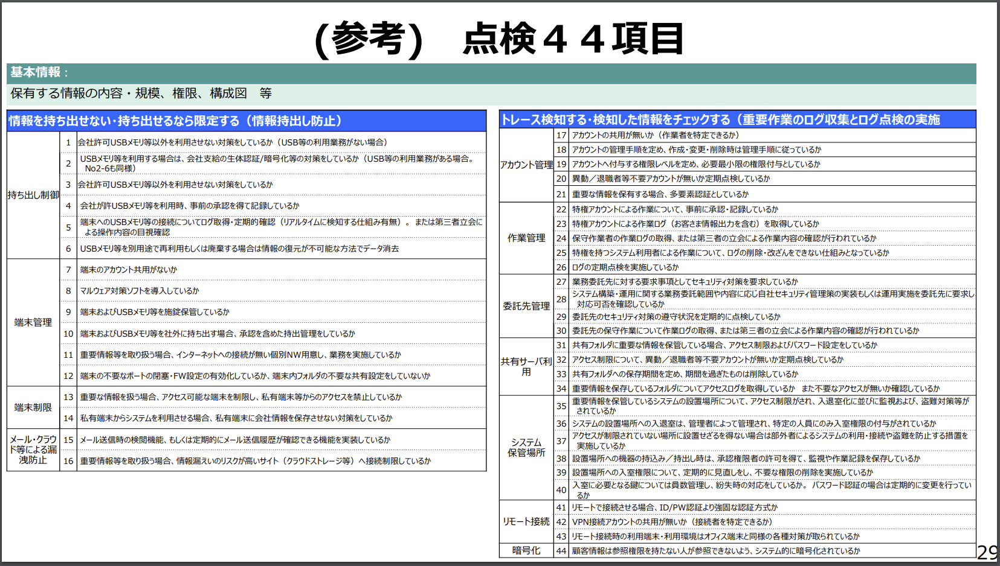 (参考)　点検４４項目
基本情報：
保有する情報の内容・規模、権限、構成図　等
情報を持ち出せない・持ち出せるなら限定する（情報持出し防止）
持ち出し制御
1 会社許可USBメモリ等以外を利用させない対策をしているか（USB等の利用業務がない場合）
2 USBメモリ等を利用する場合は、会社支給の生体認証/暗号化等の対策をしているか（USB等の利用業務がある場合。
No2-6も同様）
3 会社許可USBメモリ等以外を利用させない対策をしているか
4 会社が許USBメモリ等を利用時、事前の承認を得て記録しているか
5 端末へのUSBメモリ等の接続についてログ取得・定期的確認（リアルタイムに検知する仕組み有無）。または第三者立会に
よる操作内容の目視確認
6 USBメモリ等を別用途で再利用もしくは廃棄する場合は情報の復元が不可能な方法でデータ消去
端末管理
7 端末のアカウント共用がないか
8 マルウェア対策ソフトを導入しているか
9 端末およびUSBメモリ等を施錠保管しているか
10 端末およびUSBメモリ等を社外に持ち出す場合、承認を含めた持出管理をしているか
11 重要情報等を取り扱う場合、インターネットへの接続が無い個別NW用意し、業務を実施しているか
12 端末の不要なポートの閉塞・FW設定の有効化しているか、端末内フォルダの不要な共有設定をしていないか
端末制限
13 重要な情報を扱う場合、アクセス可能な端末を制限し、私有端末等からのアクセスを禁止しているか
14 私有端末からシステムを利用させる場合、私有端末に会社情報を保存させない対策をしているか
メール・クラウ
ド等による漏
洩防止
15 メール送信時の検閲機能、もしくは定期的にメール送信履歴が確認できる機能を実装しているか
16 重要情報等を取り扱う場合、情報漏えいのリスクが高いサイト（クラウドストレージ等）へ接続制限しているか
トレース検知する・検知した情報をチェックする（重要作業のログ収集とログ点検の実施
アカウント管理
17 アカウントの共用が無いか（作業者を特定できるか）
18 アカウントの管理手順を定め、作成・変更・削除時は管理手順に従っているか
19 アカウントへ付与する権限レベルを定め、必要最小限の権限付与としているか
20 異動／退職者等不要アカウントが無いか定期点検しているか
21 重要な情報を保有する場合、多要素認証としているか
作業管理
22 特権アカウントによる作業について、事前に承認・記録しているか
23 特権アカウントによる作業ログ（お客さま情報出力を含む）を取得しているか
24 保守作業者の作業ログの取得、または第三者の立会による作業内容の確認が行われているか
25 特権を持つシステム利用者による作業について、ログの削除・改ざんをできない仕組みとなっているか
26 ログの定期点検を実施しているか
委託先管理
27 業務委託先に対する要求事項としてセキュリティ対策を要求しているか
28 システム構築・運用に関する業務委託範囲や内容に応じ自社セキュリティ管理策の実装もしくは運用実施を委託先に要求し
対応可否を確認しているか
29 委託先のセキュリティ対策の遵守状況を定期的に点検しているか
30 委託先の保守作業について作業ログの取得、または第三者の立会による作業内容の確認が行われているか
共有サーバ利
用
31 共有フォルダに重要な情報を保管している場合、アクセス制限およびパスワード設定をしているか
32 アクセス制限について、異動／退職者等不要アカウントが無いか定期点検しているか
33 共有フォルダへの保存期間を定め、期間を過ぎたものは削除しているか
34 重要情報を保存しているフォルダについてアクセスログを取得しているか　また不要なアクセスが無いか確認しているか
システム
保管場所
35 重要情報を保管しているシステムの設置場所について、アクセス制限がされ、入退室化に並びに監視および、盗難対策等が
されているか
36 システムの設置場所への入退室は、管理者によって管理され、特定の人員にのみ入室権限の付与がされているか
37 アクセスが制限されていない場所に設置せざるを得ない場合は部外者によるシステムの利用・接続や盗難を防止する措置を
実施しているか
38 設置場所への機器の持込み／持出し時は、承認権限者の許可を得て、監視や作業記録を保存しているか
39 設置場所への入室権限について、定期的に見直しをし、不要な権限の削除を実施しているか
40 入室に必要となる鍵については員数管理し、紛失時の対応をしているか。パスワード認証の場合は定期的に変更を行ってい
るか
リモート接続
41 リモートで接続させる場合、ID/PW認証より強固な認証方式か
42 VPN接続アカウントの共用が無いか（接続者を特定できるか）
43 リモート接続時の利用端末・利用環境はオフィス端末と同様の各種対策が取られているか
暗号化
44 顧客情報は参照権限を持たない人が参照できないよう、システム的に暗号化されているか
29